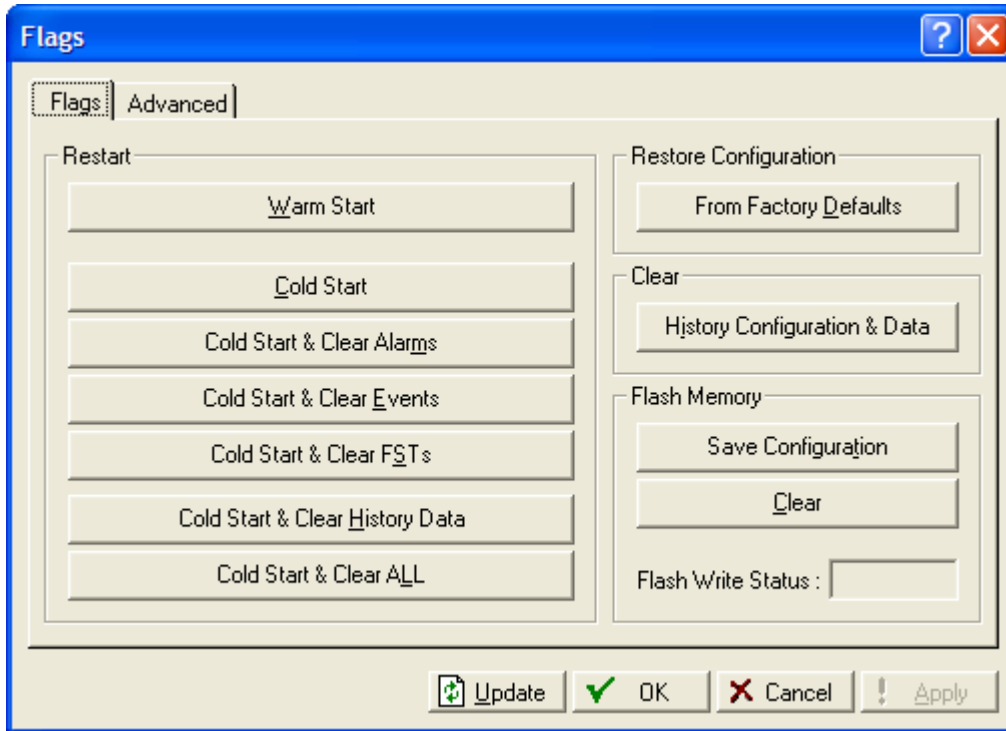 Flags
Flags
Advanced
Restart
Warm Start
Cold Start
Cold Start & Clear Alarms
Cold Start & Clear Events
Cold Start & Clear FSTs
Cold Start & Clear History Data
Cold Start & Clear ALL
Restore Configuration
From Factory Defaults
Clear
History Configuration & Data
Flash Memory
Save Configuration
Clear
Flash Write Status :
Update
OK
Cancel
Apply